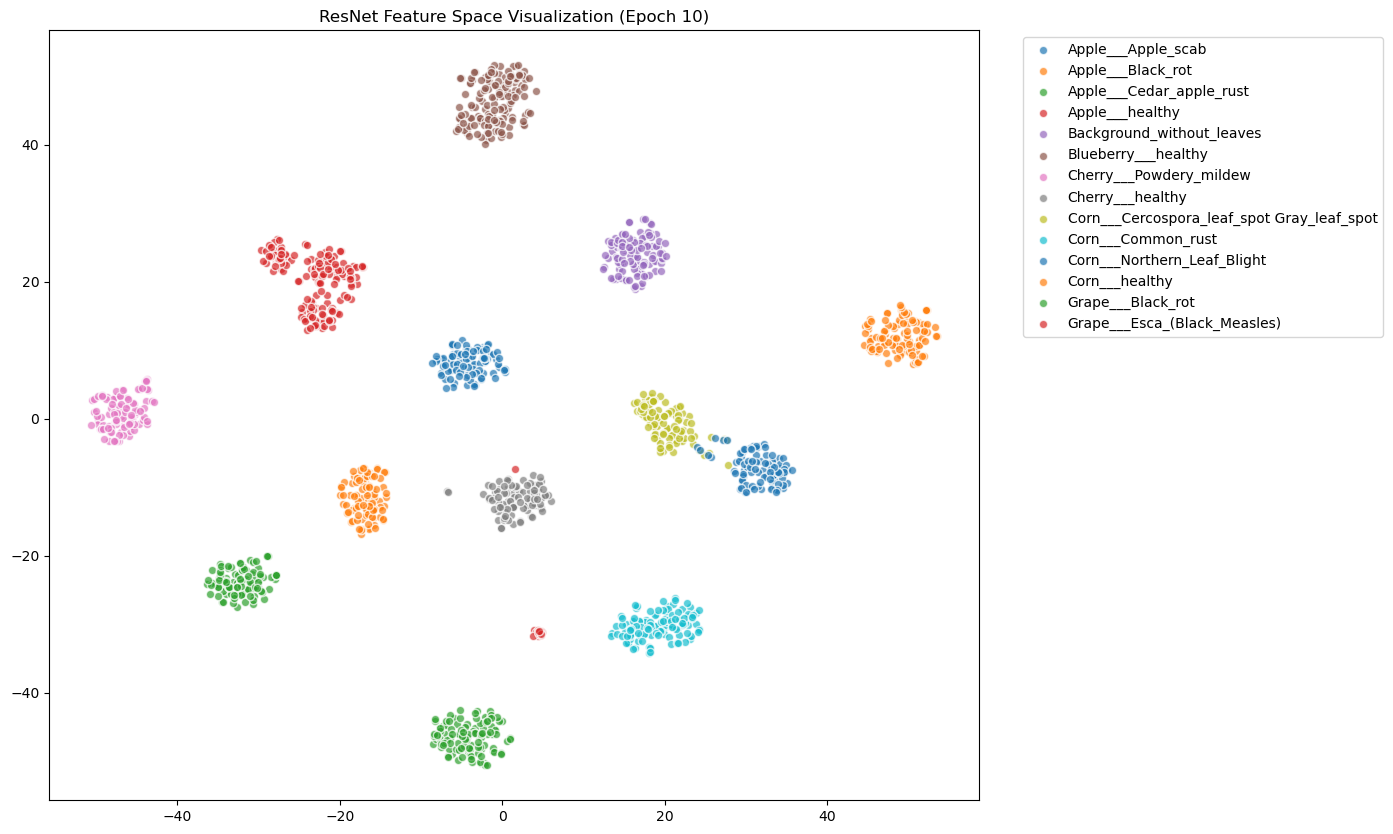 ResNet Feature Space Visualization (Epoch 10)
Apple___Apple_scab
Apple___Black_rot
Apple___Cedar_apple_rust
Apple___healthy
Background_without_leaves
Blueberry___healthy
Cherry___Powdery_mildew
Cherry___healthy
Corn___Cercospora_leaf_spot Gray_leaf_spot
Corn___Common_rust
Corn___Northern_Leaf_Blight
Corn___healthy
Grape___Black_rot
Grape___Esca_(Black_Measles)
40
20
0
−20
−40
−40 −20 0 20 40